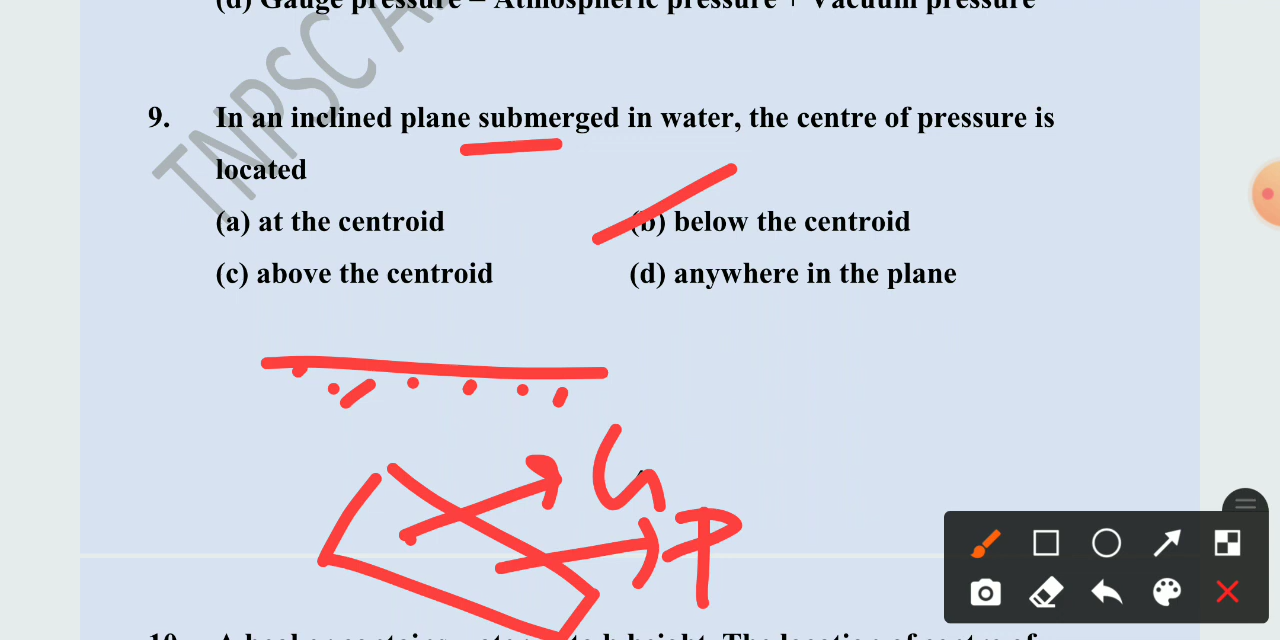 (d) Gauge pressure = Atmospheric pressure + Vacuum pressure
TNPSC
9. In an inclined plane submerged in water, the centre of pressure is
located
(a) at the centroid (b) below the centroid
(c) above the centroid (d) anywhere in the plane
G
P
10. A